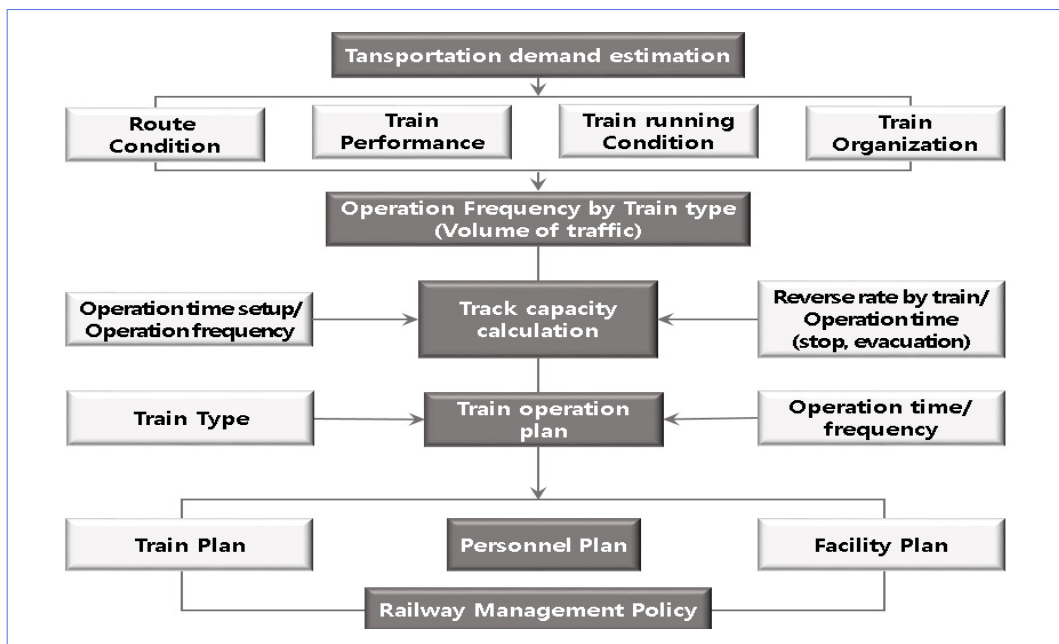 Tansportation demand estimation
Route
Condition
Train
Performance
Train running
Condition
Train
Organization
Operation Frequency by Train type
(Volume of traffic)
Operation time setup/
Operation frequency
Track capacity
calculation
Reverse rate by train/
Operation time
(stop, evacuation)
Train Type
Train operation
plan
Operation time/
frequency
Train Plan
Personnel Plan
Facility Plan
Railway Management Policy